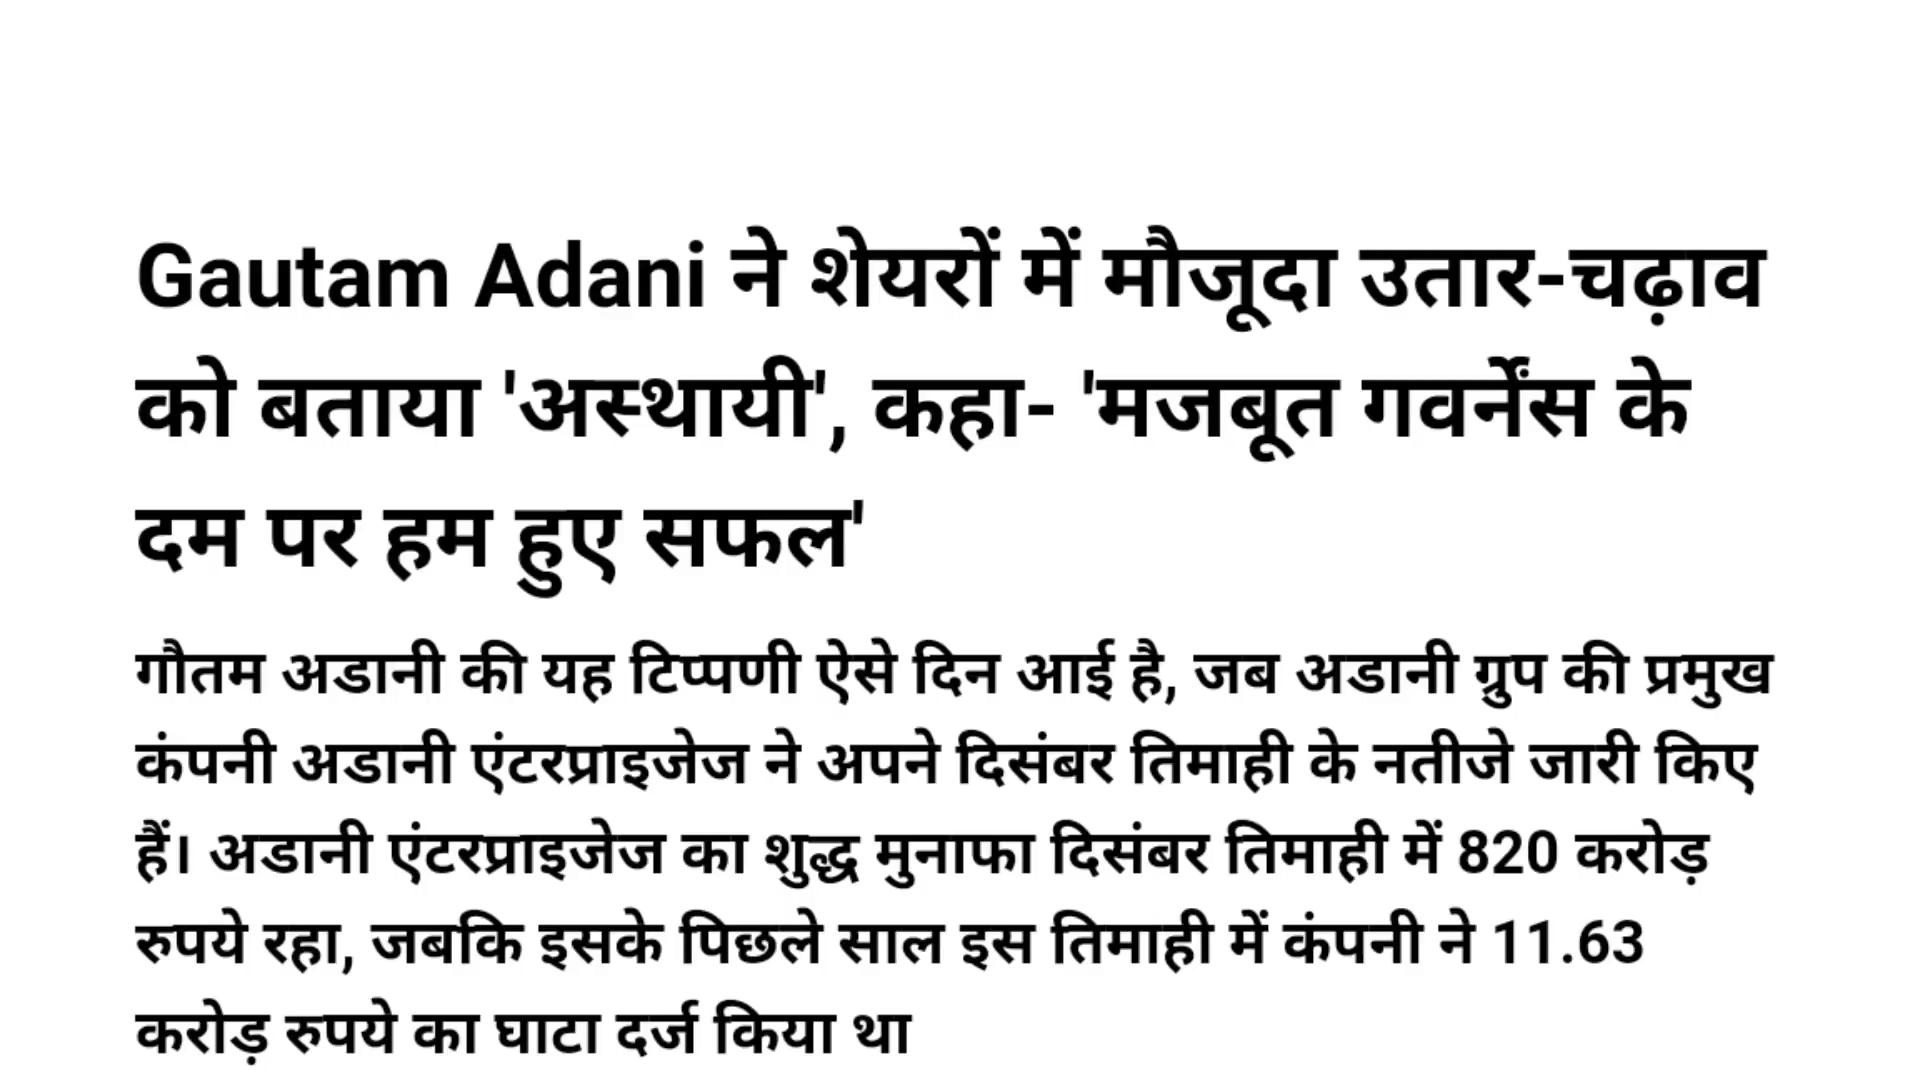 Gautam Adani ने शेयरों में मौजूदा उतार-चढ़ाव
को बताया 'अस्थायी', कहा- 'मजबूत गवर्नेंस के
दम पर हम हुए सफल'
गौतम अडानी की यह टिप्पणी ऐसे दिन आई है, जब अडानी ग्रुप की प्रमुख
कंपनी अडानी एंटरप्राइजेज ने अपने दिसंबर तिमाही के नतीजे जारी किए
हैं। अडानी एंटरप्राइजेज का शुद्ध मुनाफा दिसंबर तिमाही में 820 करोड़
रुपये रहा, जबकि इसके पिछले साल इस तिमाही में कंपनी ने 11.63
करोड़ रुपये का घाटा दर्ज किया था